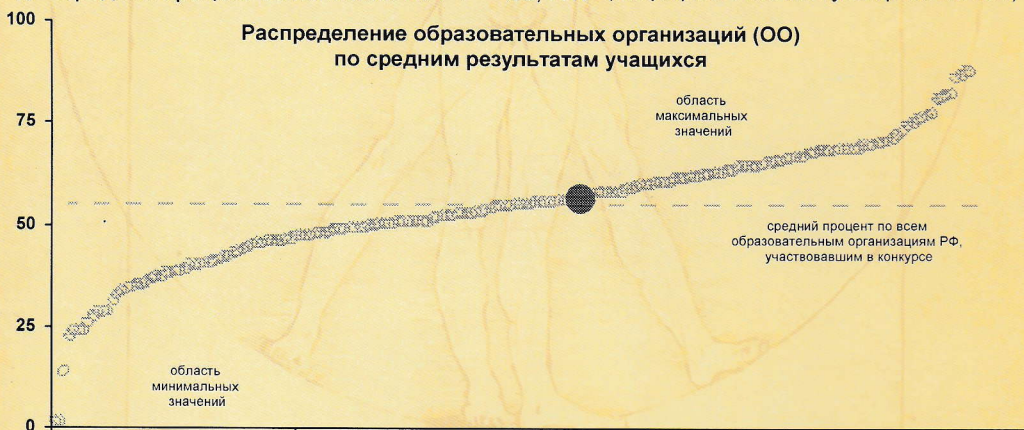 100
Распределение образовательных организаций (ОО)
по средним результатам учащихся
область
максимальных
значений
75
50
средний процент по всем
образовательным организациям РФ,
участвовавшим в конкурсе
25
область
минимальных
значений
0